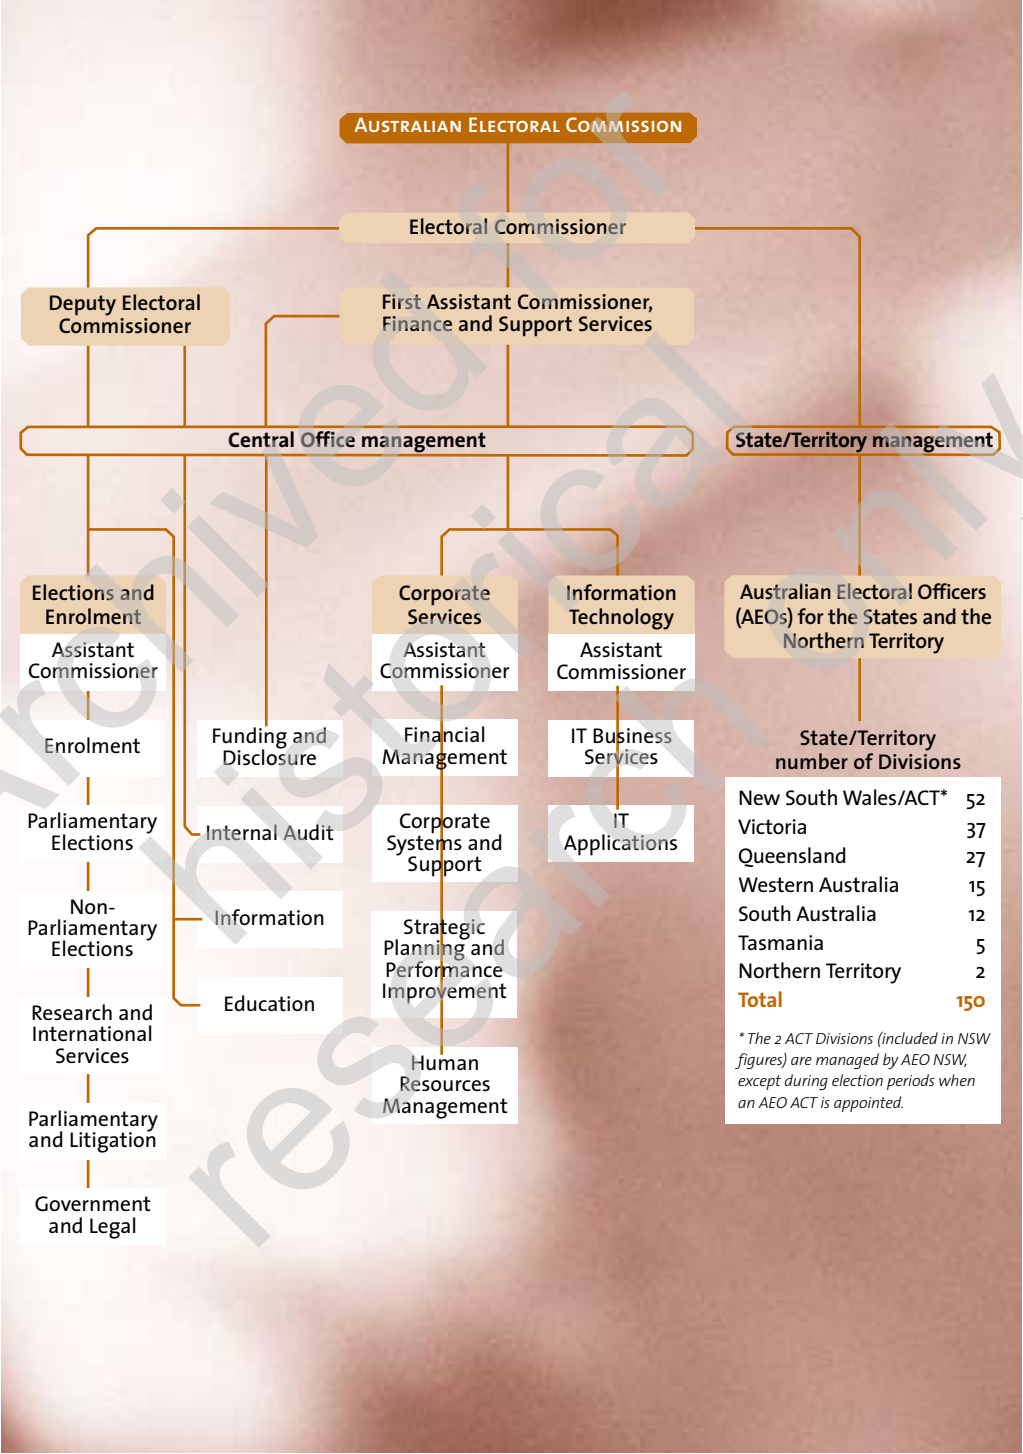 AUSTRALIAN ELECTORAL COMMISSION
Electoral Commissioner
Deputy Electoral
Commissioner
First Assistant Commissioner,
Finance and Support Services
Central Office management
State/Territory management
Elections and
Enrolment
Assistant
Commissioner
Enrolment
Parliamentary
Elections
Non-
Parliamentary
Elections
Research and
International
Services
Parliamentary
and Litigation
Government
and Legal
Funding and
Disclosure
Internal Audit
Information
Education
Corporate
Services
Assistant
Commissioner
Financial
Management
Corporate
Systems and
Support
Strategic
Planning and
Performance
Improvement
Human
Resources
Management
Information
Technology
Assistant
Commissioner
IT Business
Services
IT
Applications
Australian Electoral Officers
(AEOs) for the States and the
Northern Territory
State/Territory
number of Divisions
New South Wales/ACT* 52
Victoria 37
Queensland 27
Western Australia 15
South Australia 12
Tasmania 5
Northern Territory 2
Total 150
* The 2 ACT Divisions (included in NSW
figures) are managed by AEO NSW,
except during election periods when
an AEO ACT is appointed.
Archived for
historical
research only